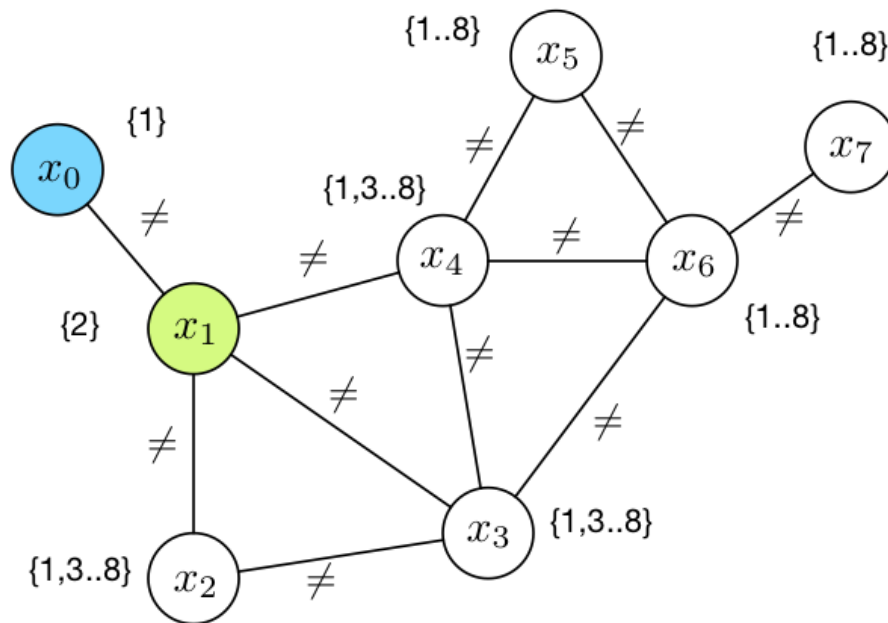 {1..8}
x₅
{1..8}
{1}
≠
≠
x₇
x₀
{1,3..8}
≠
≠
≠
≠
x₄
x₆
{2}
x₁
{1..8}
≠
≠
≠
≠
{1,3..8}
x₂
≠
x₃
{1,3..8}